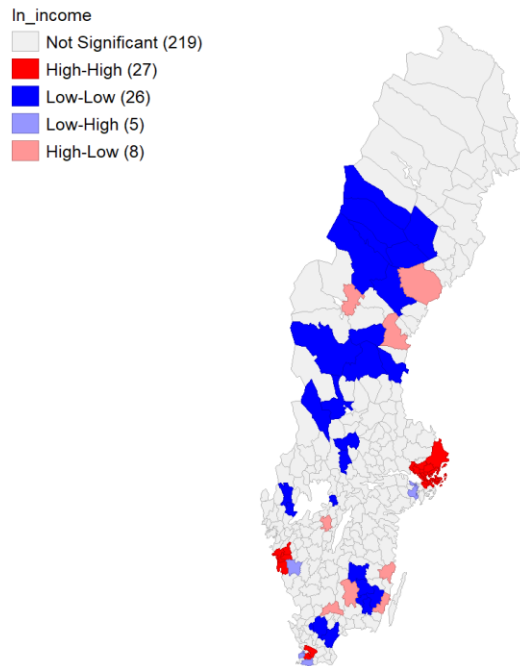 ln_income
Not Significant (219)
High-High (27)
Low-Low (26)
Low-High (5)
High-Low (8)